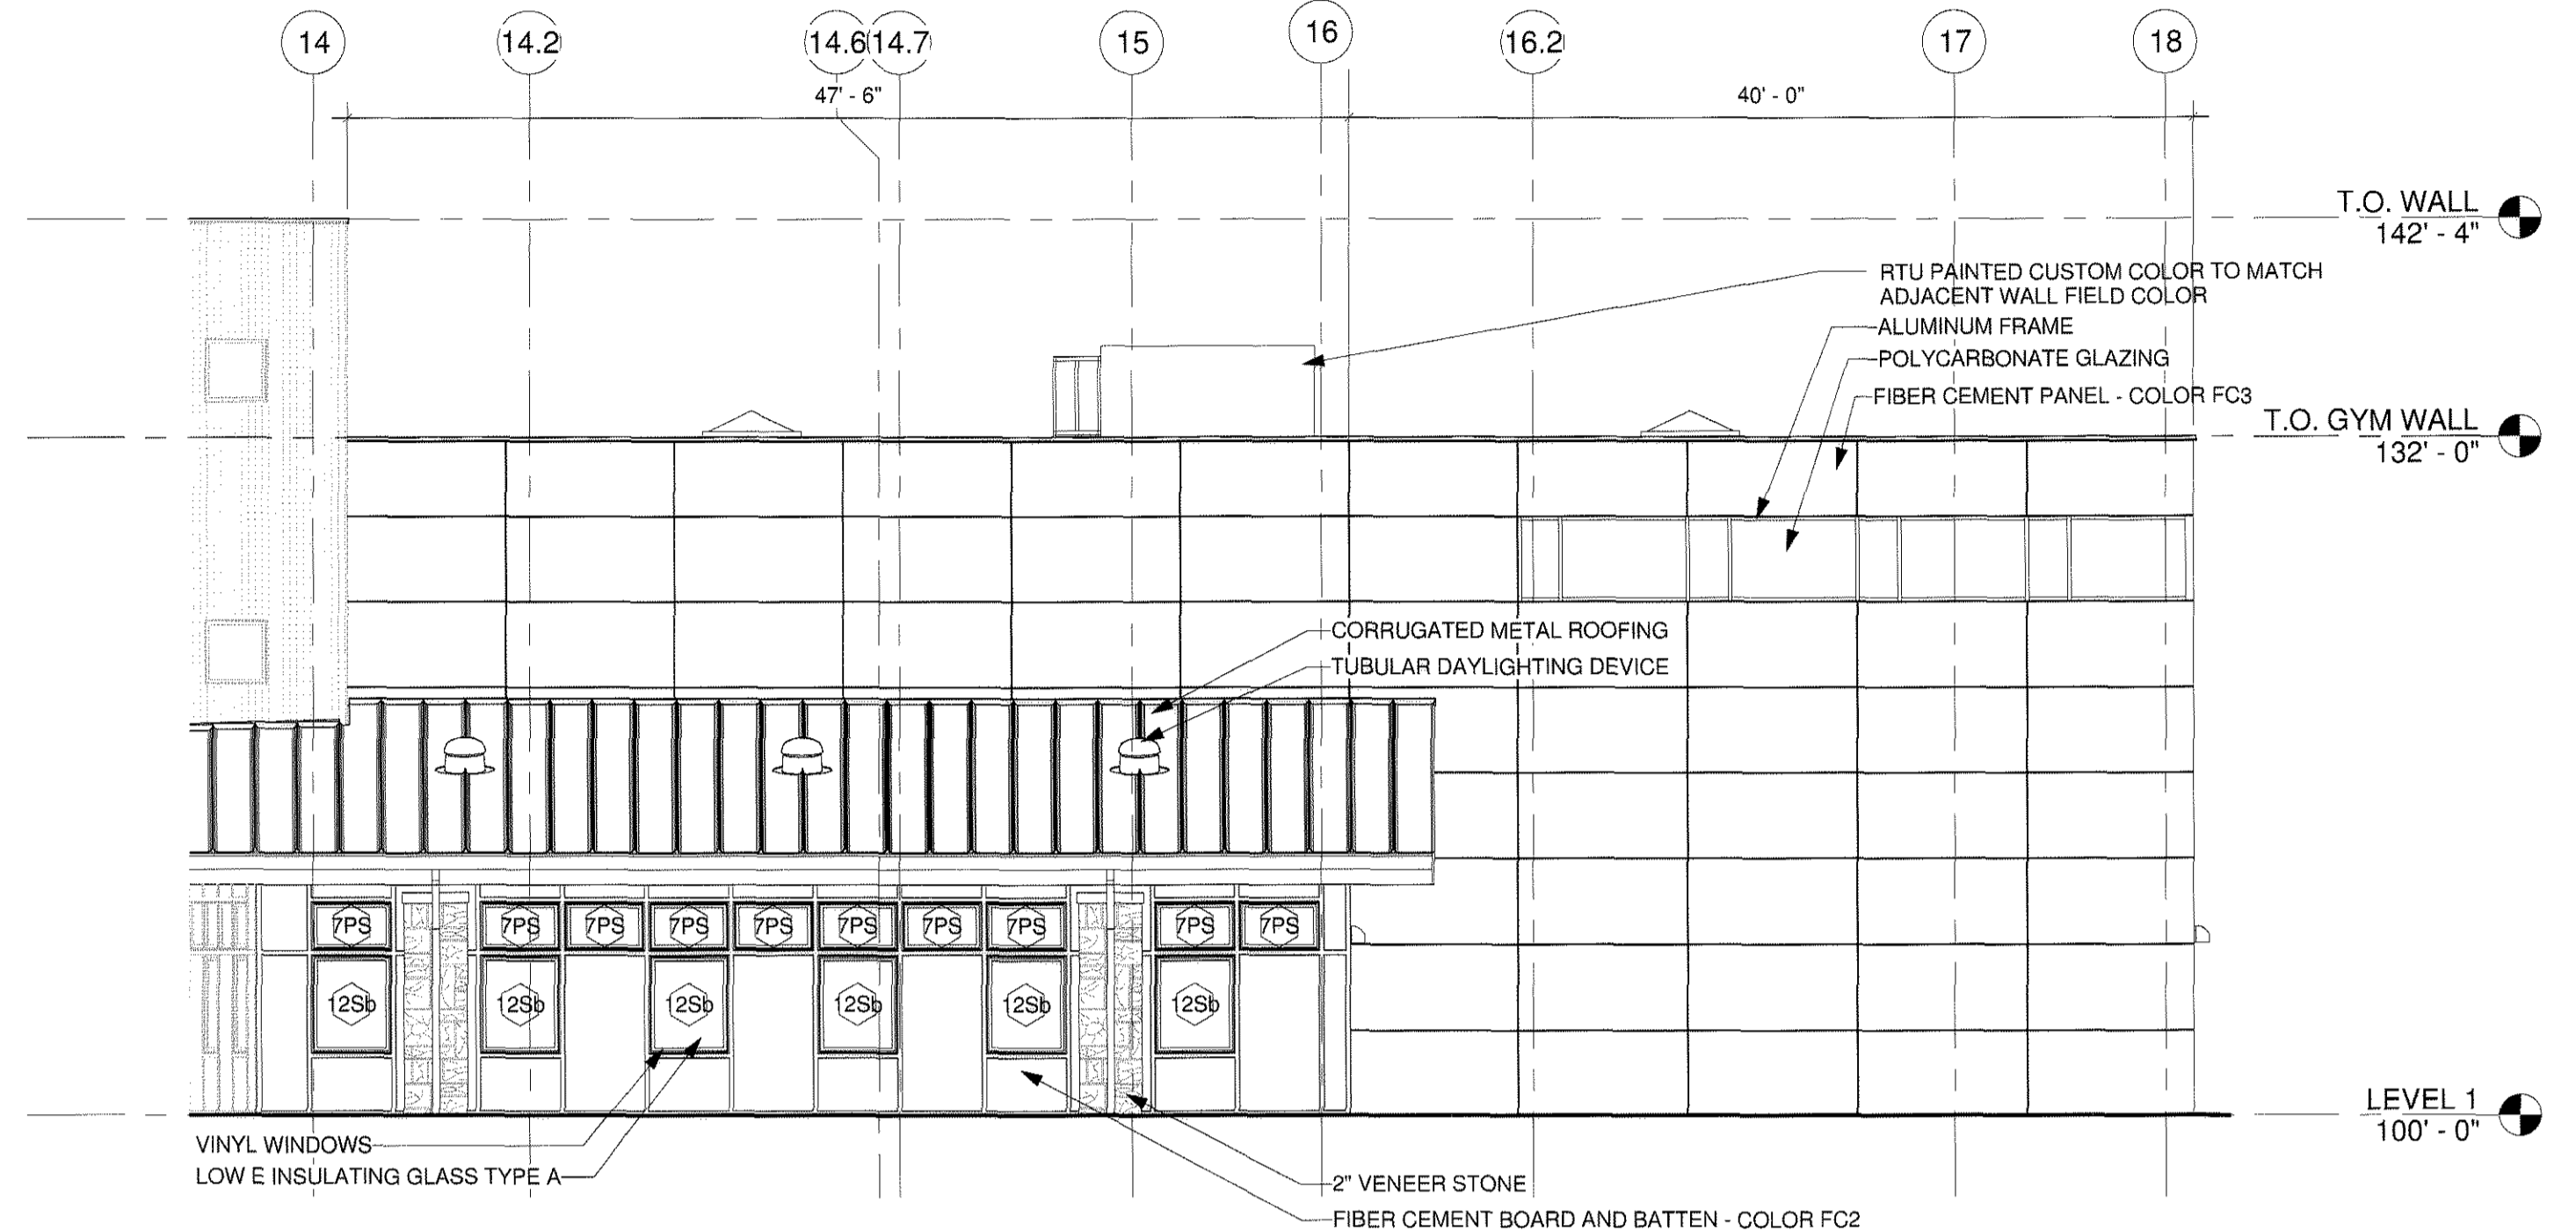 14
14.2
14.6
14.7
15
16
16.2
17
18
47' - 6"
40' - 0"
T.O. WALL
142' - 4"
RTU PAINTED CUSTOM COLOR TO MATCH
ADJACENT WALL FIELD COLOR
ALUMINUM FRAME
POLYCARBONATE GLAZING
FIBER CEMENT PANEL - COLOR FC3
T.O. GYM WALL
132' - 0"
CORRUGATED METAL ROOFING
TUBULAR DAYLIGHTING DEVICE
7PS
7PS
7PS
7PS
7PS
7PS
7PS
7PS
7PS
7PS
12Sb
12Sb
12Sb
12Sb
12Sb
12Sb
LEVEL 1
100' - 0"
VINYL WINDOWS
LOW E INSULATING GLASS TYPE A
2" VENEER STONE
FIBER CEMENT BOARD AND BATTEN - COLOR FC2